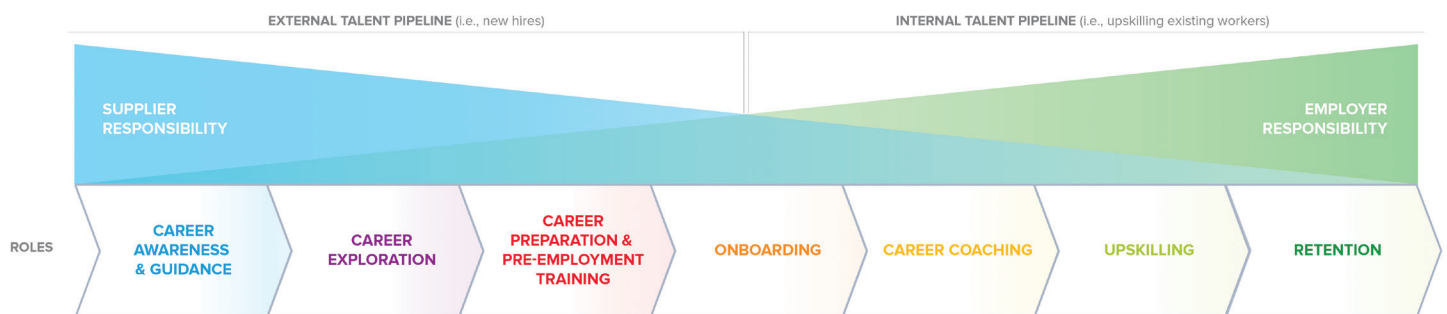 EXTERNAL TALENT PIPELINE (i.e., new hires)
INTERNAL TALENT PIPELINE (i.e., upskilling existing workers)
SUPPLIER
RESPONSIBILITY
EMPLOYER
RESPONSIBILITY
ROLES
CAREER
AWARENESS
& GUIDANCE
CAREER
EXPLORATION
CAREER
PREPARATION &
PRE-EMPLOYMENT
TRAINING
ONBOARDING
CAREER COACHING
UPSKILLING
RETENTION